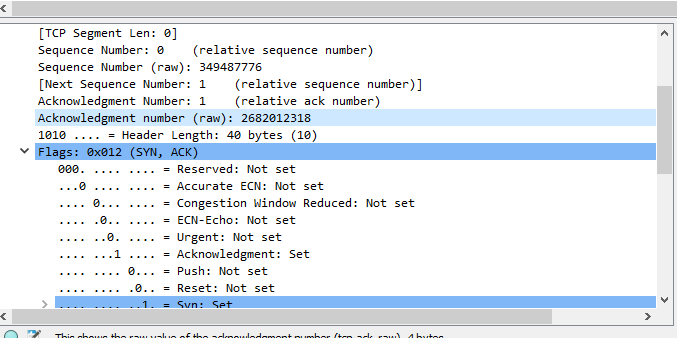 [TCP Segment Len: 0]
Sequence Number: 0    (relative sequence number)
Sequence Number (raw): 349487776
[Next Sequence Number: 1    (relative sequence number)]
Acknowledgment Number: 1    (relative ack number)
Acknowledgment number (raw): 2682012318
1010 .... = Header Length: 40 bytes (10)
Flags: 0x012 (SYN, ACK)
000. .... .... = Reserved: Not set
...0 .... .... = Accurate ECN: Not set
.... 0... .... = Congestion Window Reduced: Not set
.... .0.. .... = ECN-Echo: Not set
.... ..0. .... = Urgent: Not set
.... ...1 .... = Acknowledgment: Set
.... .... 0... = Push: Not set
.... .... .0.. = Reset: Not set
.... .... ..1. = Syn: Set
This shows the raw value of the acknowledgment number (tcp.ack_raw), 4 bytes